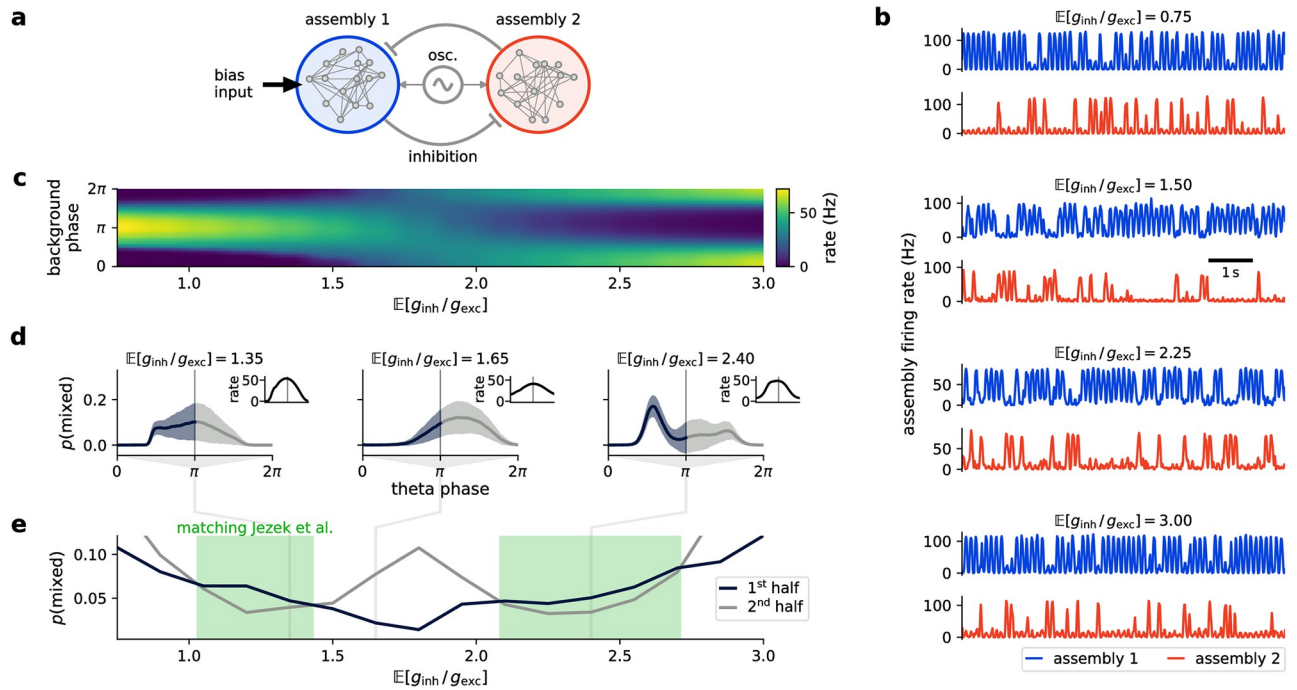 a
assembly 1
assembly 2
osc.
bias
input
inhibition
b
𝔼[g_inh / g_exc] = 0.75
100
0
100
0
𝔼[g_inh / g_exc] = 1.50
100
0
1 s
100
0
𝔼[g_inh / g_exc] = 2.25
50
0
50
0
𝔼[g_inh / g_exc] = 3.00
100
0
100
0
assembly firing rate (Hz)
assembly 1
assembly 2
c
background
phase
2π
π
0
1.0
1.5
2.0
2.5
3.0
𝔼[g_inh / g_exc]
50
0
rate (Hz)
d
𝔼[g_inh / g_exc] = 1.35
𝔼[g_inh / g_exc] = 1.65
𝔼[g_inh / g_exc] = 2.40
p(mixed)
0.2
0.0
rate
50
0
rate
50
0
rate
50
0
0
π
2π
0
π
2π
0
π
2π
theta phase
e
matching Jezek et al.
p(mixed)
0.10
0.05
1st half
2nd half
1.0
1.5
2.0
2.5
3.0
𝔼[g_inh / g_exc]